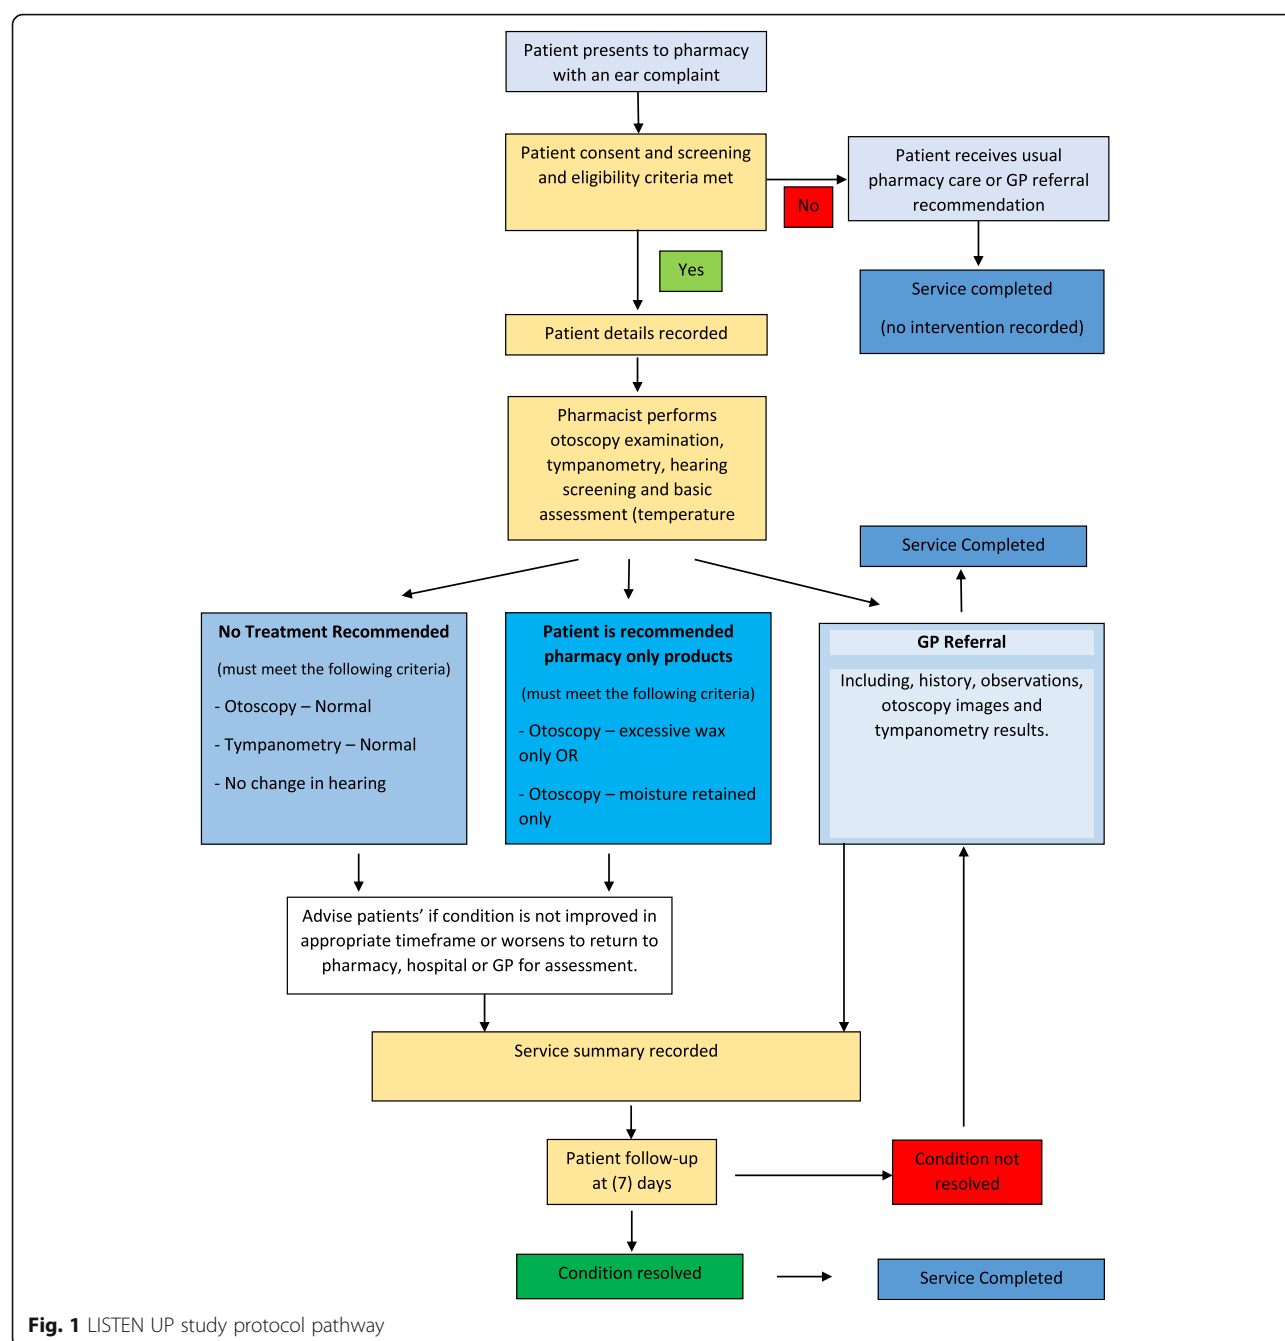 Patient presents to pharmacy
with an ear complaint
Patient consent and screening
and eligibility criteria met
No
Patient receives usual
pharmacy care or GP referral
recommendation
Yes
Service completed
(no intervention recorded)
Patient details recorded
Pharmacist performs
otoscopy examination,
tympanometry, hearing
screening and basic
assessment (temperature
Service Completed
No Treatment Recommended
(must meet the following criteria)
- Otoscopy – Normal
- Tympanometry – Normal
- No change in hearing
Patient is recommended
pharmacy only products
(must meet the following criteria)
- Otoscopy – excessive wax
only OR
- Otoscopy – moisture retained
only
GP Referral
Including, history, observations,
otoscopy images and
tympanometry results.
Advise patients’ if condition is not improved in
appropriate timeframe or worsens to return to
pharmacy, hospital or GP for assessment.
Service summary recorded
Patient follow-up
at (7) days
Condition not
resolved
Condition resolved
Service Completed
Fig. 1 LISTEN UP study protocol pathway